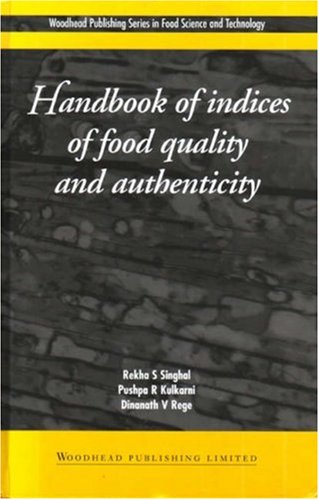 Woodhead Publishing Series in Food Science and Technology
Handbook of indices
of food quality
and authenticity
Rekha S Singhal
Pushpa R Kulkarni
Dinanath V Rege
WOODHEAD PUBLISHING LIMITED